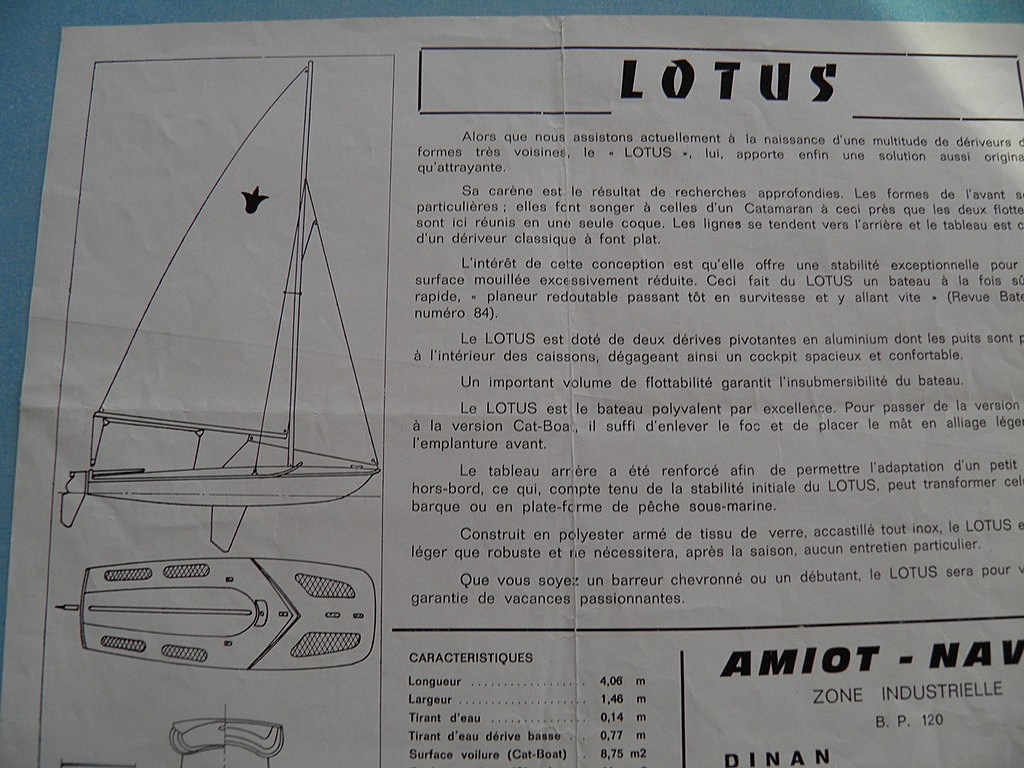 LOTUS
Alors que nous assistons actuellement à la naissance d'une multitude de dériveurs
formes très voisines, le « LOTUS », lui, apporte enfin une solution aussi origina
qu'attrayante.
Sa carène est le résultat de recherches approfondies. Les formes de l'avant s
particulières ; elles font songer à celles d'un Catamaran à ceci près que les deux flotte
sont ici réunis en une seule coque. Les lignes se tendent vers l'arrière et le tableau est c
d'un dériveur classique à font plat.
L'intérêt de cette conception est qu'elle offre une stabilité exceptionnelle pour
surface mouillée excessivement réduite. Ceci fait du LOTUS un bateau à la fois sû
rapide, « planeur redoutable passant tôt en survitesse et y allant vite » (Revue Bate
numéro 84).
Le LOTUS est doté de deux dérives pivotantes en aluminium dont les puits sont p
à l'intérieur des caissons, dégageant ainsi un cockpit spacieux et confortable.
Un important volume de flottabilité garantit l'insubmersibilité du bateau.
Le LOTUS est le bateau polyvalent par excellence. Pour passer de la version
à la version Cat-Boa , il suffi d'enlever le foc et de placer le mât en alliage lége
l'emplanture avant.
Le tableau arrière a été renforcé afin de permettre l'adaptation d'un petit
hors-bord, ce qui, compte tenu de la stabilité initiale du LOTUS, peut transformer celu
barque ou en plate-forme de pêche sous-marine.
Construit en polyester armé de tissu de verre, accastillé tout inox, le LOTUS e
léger que robuste et ne nécessitera, après la saison, aucun entretien particulier.
Que vous soyez un barreur chevronné ou un débutant, le LOTUS sera pour v
garantie de vacances passionnantes.
CARACTERISTIQUES
Longueur . . . . . . . . . . . . . . . . . 4,06 m
Largeur . . . . . . . . . . . . . . . . . . 1,46 m
Tirant d'eau . . . . . . . . . . . . . . 0,14 m
Tirant d'eau dérive basse . . 0,77 m
Surface voilure (Cat-Boat) . 8,75 m2
AMIOT - NAV
ZONE INDUSTRIELLE
B. P. 120
DINAN